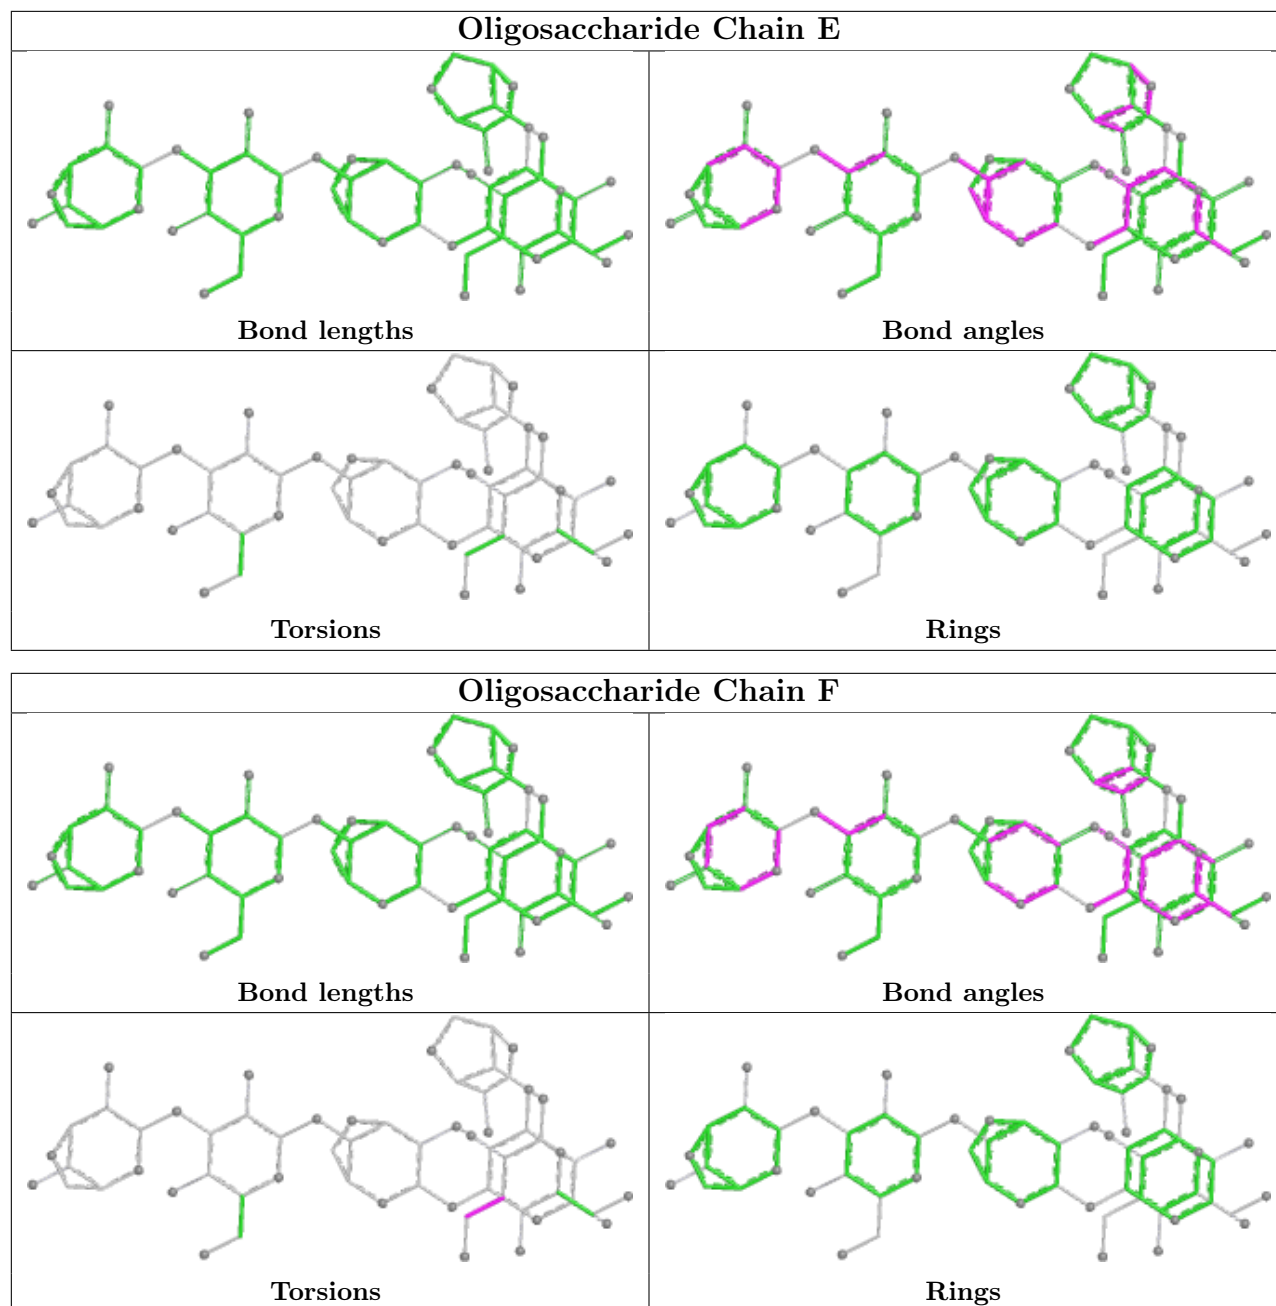 Oligosaccharide Chain E
Bond lengths
Bond angles
Torsions
Rings
Oligosaccharide Chain F
Bond lengths
Bond angles
Torsions
Rings